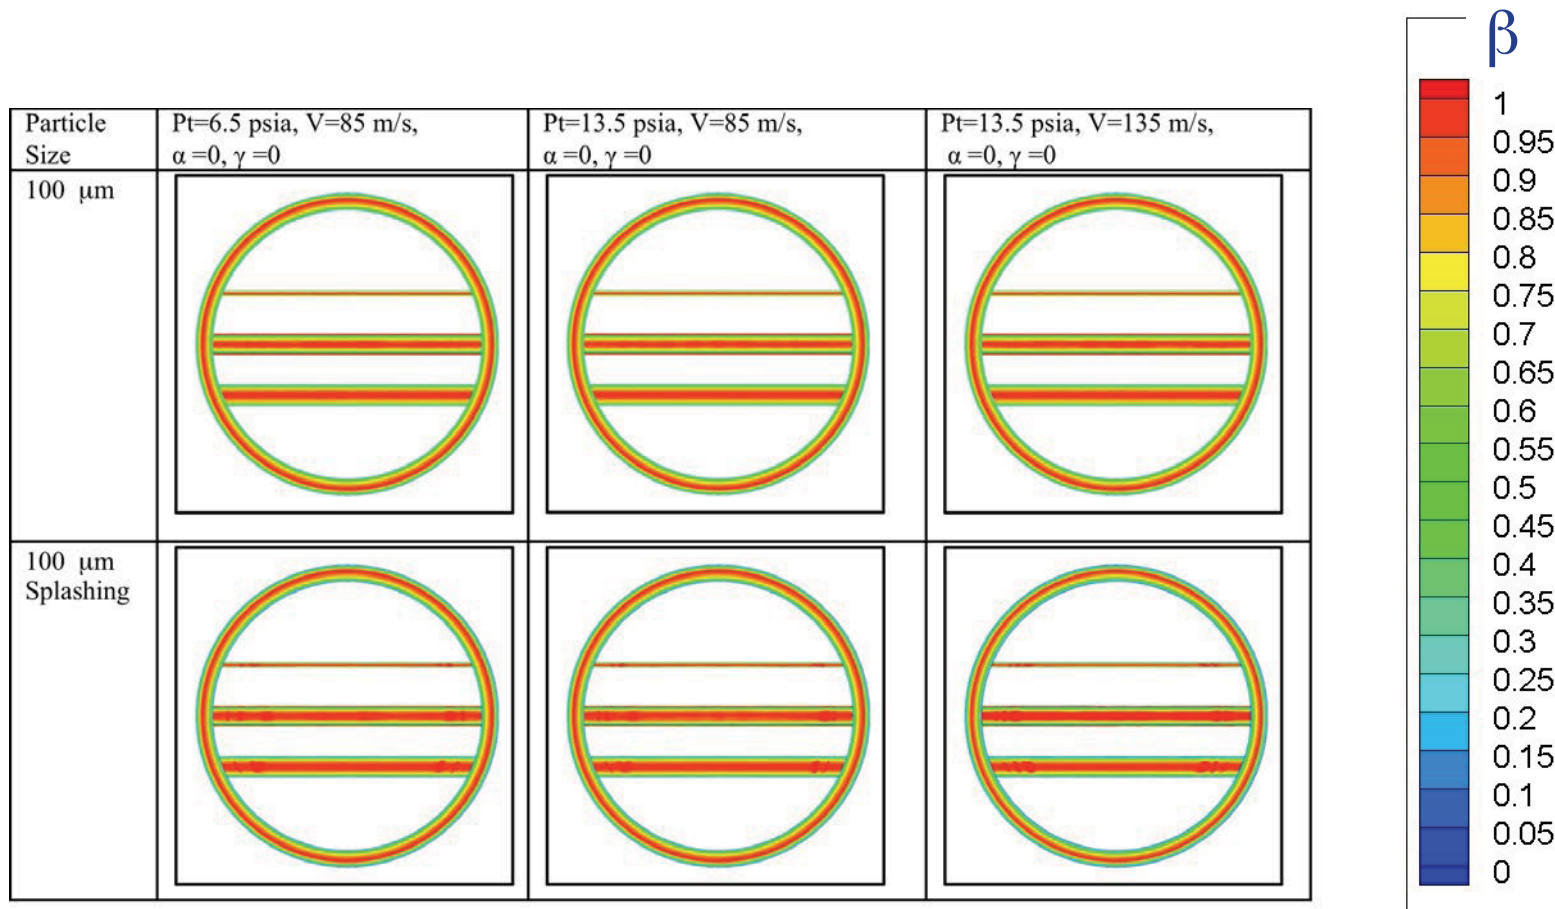 β
Particle
Size
Pt=6.5 psia, V=85 m/s,
α =0, γ =0
Pt=13.5 psia, V=85 m/s,
α =0, γ =0
Pt=13.5 psia, V=135 m/s,
α =0, γ =0
100 μm
100 μm
Splashing
1
0.95
0.9
0.85
0.8
0.75
0.7
0.65
0.6
0.55
0.5
0.45
0.4
0.35
0.3
0.25
0.2
0.15
0.1
0.05
0